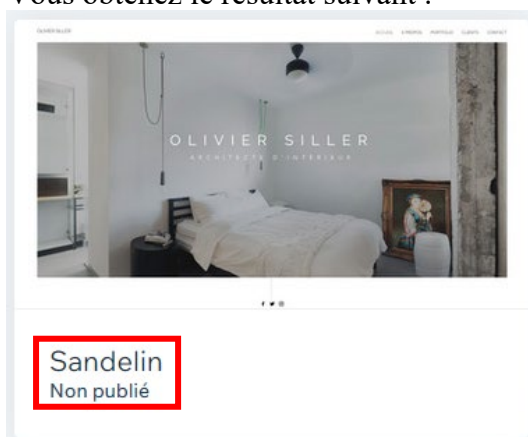 Vous obtenez le résultat suivant :
OLIVIER SILLER
ACCUEIL À PROPOS PORTFOLIO CLIENTS CONTACT
OLIVIER SILLER
ARCHITECTE D'INTÉRIEUR
Sandelin
Non publié